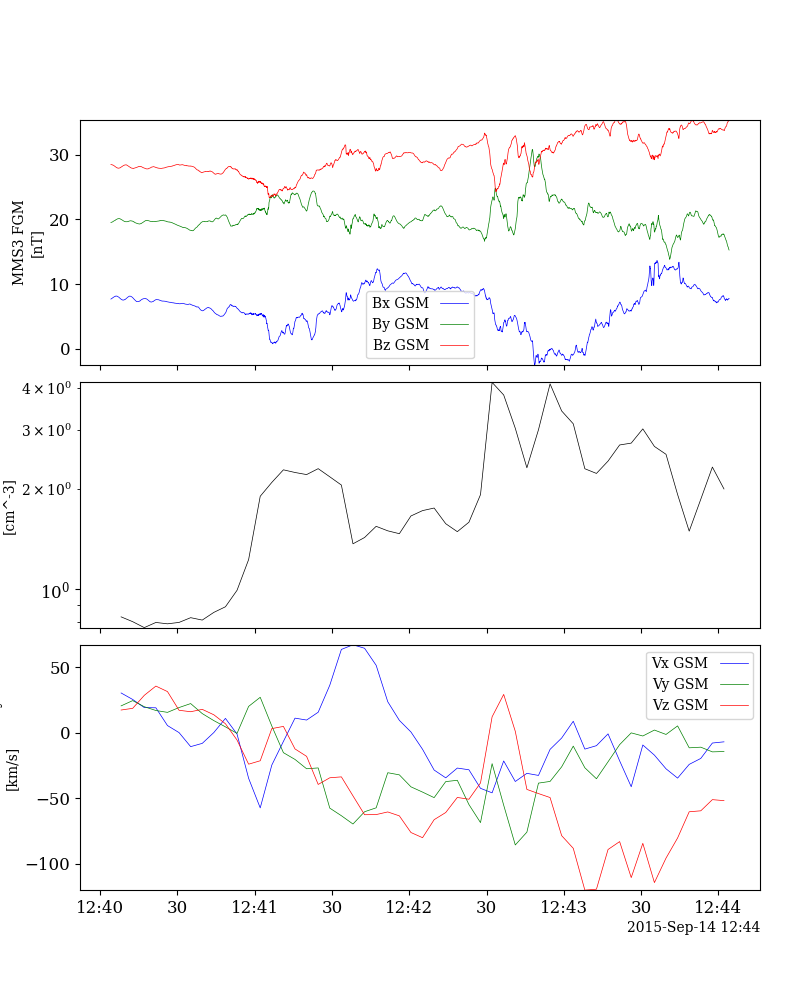 30
20
10
0
MMS3 FGM
[nT]
Bx GSM
By GSM
Bz GSM
4 × 10⁰
3 × 10⁰
2 × 10⁰
10⁰
[cm^-3]
50
0
−50
−100
[km/s]
Vx GSM
Vy GSM
Vz GSM
12:40 30 12:41 30 12:42 30 12:43 30 12:44
2015-Sep-14 12:44